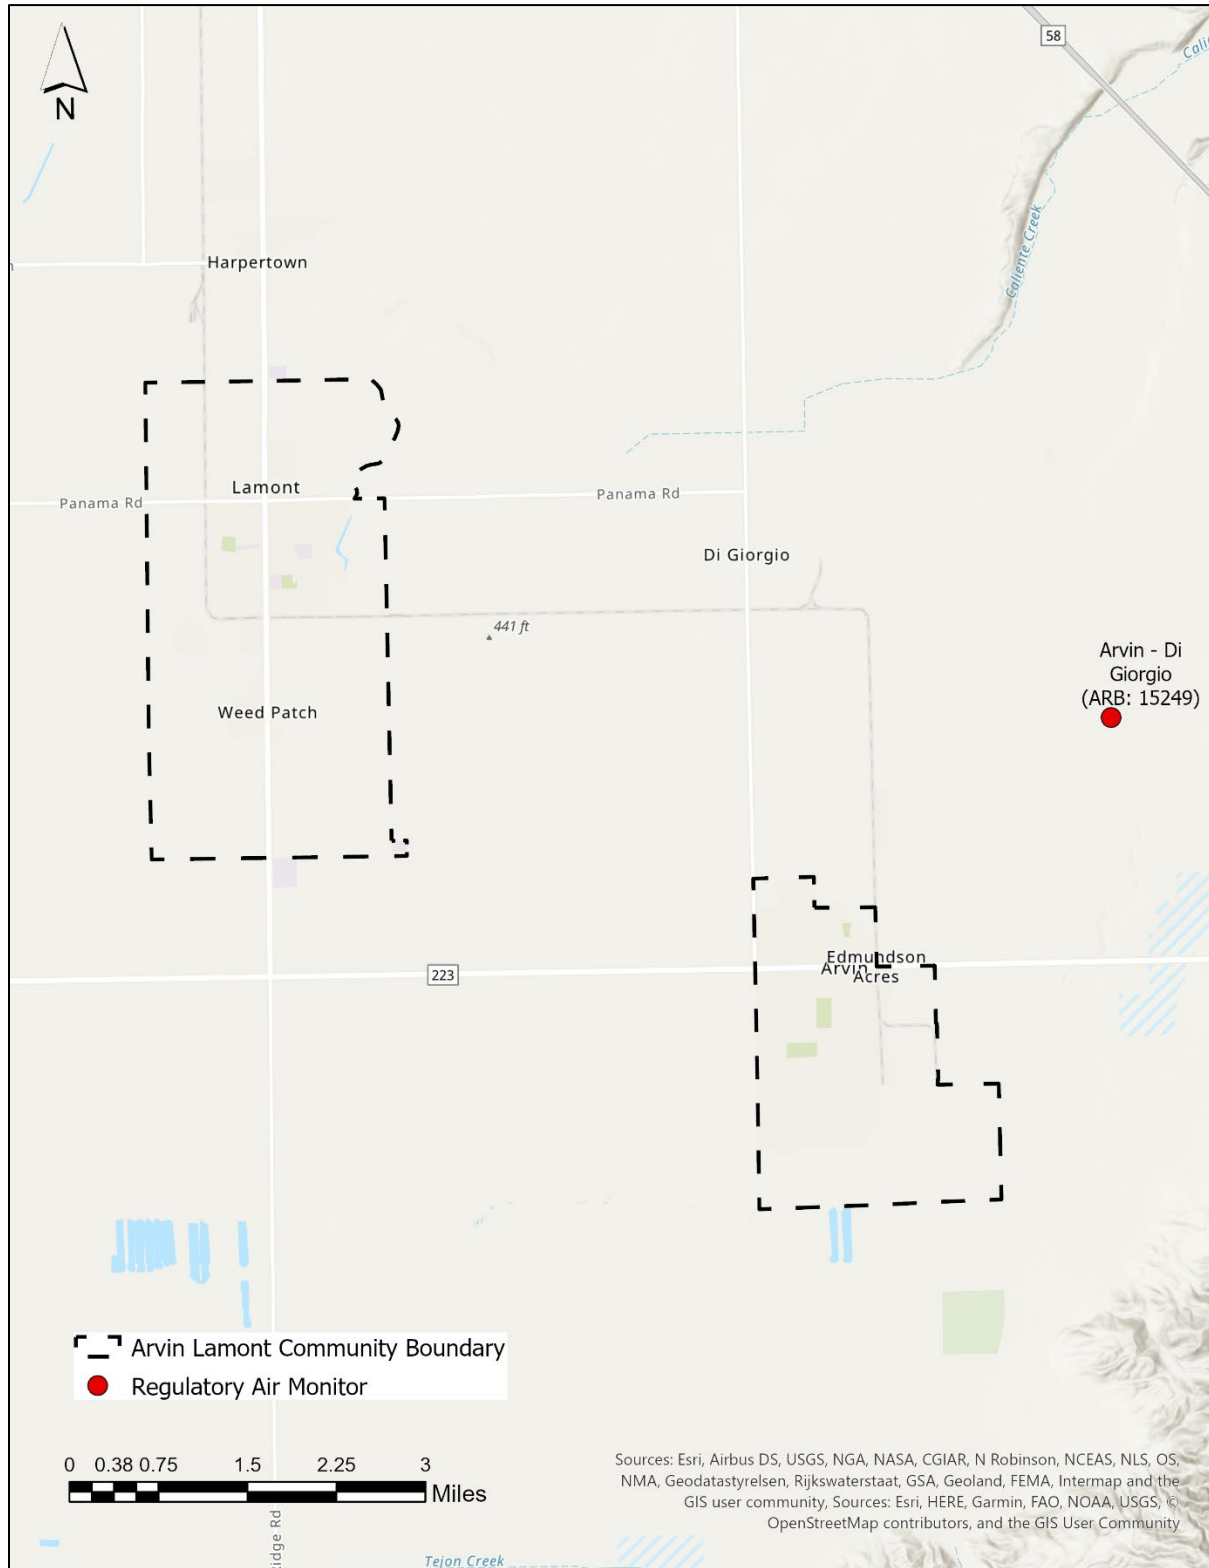 58
N
Calie
Caliente Creek
Harpertown
Lamont
Panama Rd
Panama Rd
Di Giorgio
441 ft
Arvin - Di
Giorgio
(ARB: 15249)
Weed Patch
Edmundson
Arvin
Acres
223
Arvin Lamont Community Boundary
Regulatory Air Monitor
0 0.38 0.75 1.5 2.25 3
Miles
Sources: Esri, Airbus DS, USGS, NGA, NASA, CGIAR, N Robinson, NCEAS, NLS, OS,
NMA, Geodatastyrelsen, Rijkswaterstaat, GSA, Geoland, FEMA, Intermap and the
GIS user community, Sources: Esri, HERE, Garmin, FAO, NOAA, USGS, ©
OpenStreetMap contributors, and the GIS User Community
idge Rd
Tejon Creek